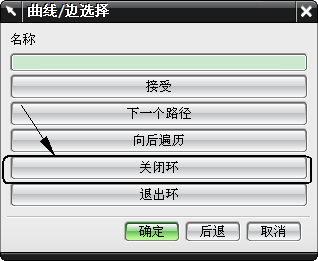 曲线/边选择
名称
接受
下一个路径
向后遍历
关闭环
退出环
确定 后退 取消